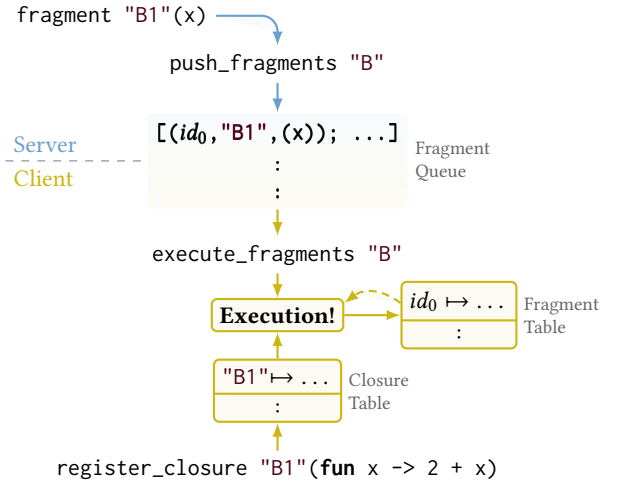 fragment "B1"(x)
push_fragments "B"
[(id₀,"B1",(x)); ...]
:
:
Fragment
Queue
Server
Client
execute_fragments "B"
Execution!
id₀ ↦ ...
:
Fragment
Table
"B1"↦ ...
:
Closure
Table
register_closure "B1"(fun x -> 2 + x)